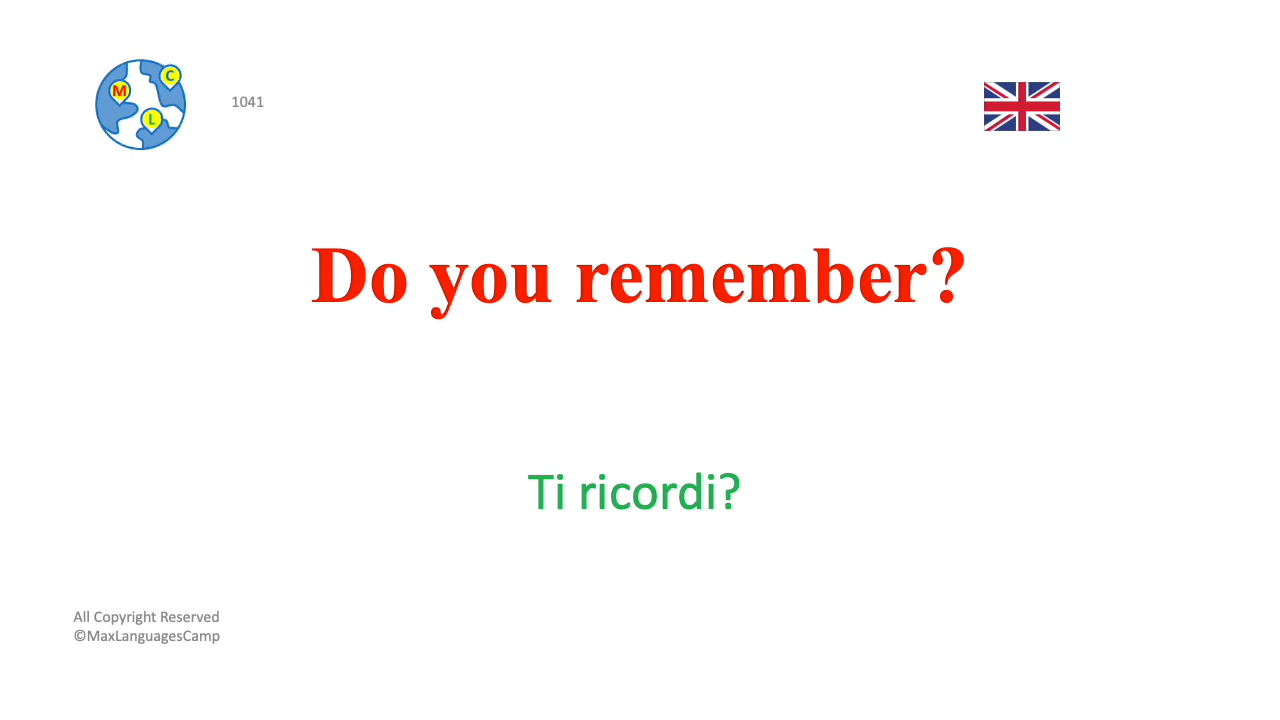 M
C
L
1041
Do you remember?
Ti ricordi?
All Copyright Reserved
©MaxLanguagesCamp